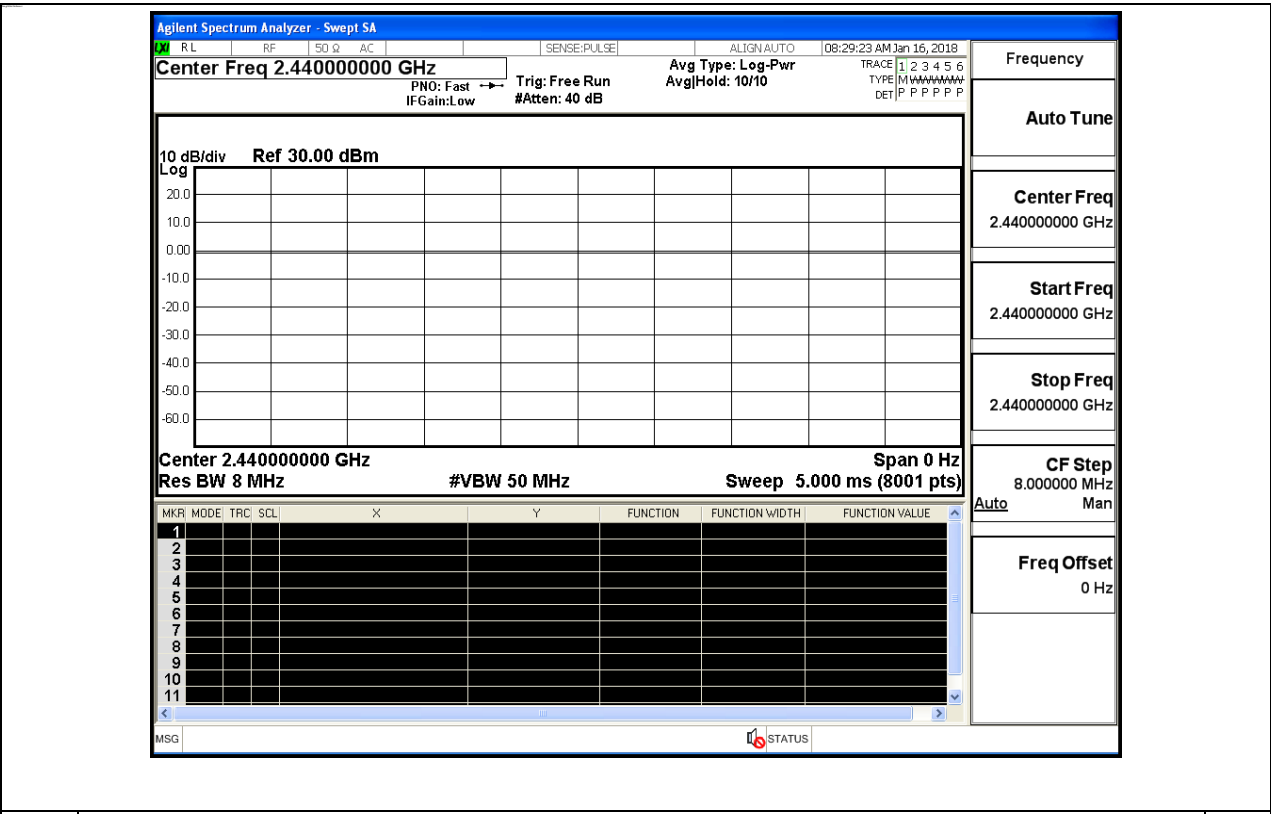 Agilent Spectrum Analyzer - Swept SA
LXI RL RF 50 Ω AC SENSE:PULSE ALIGN AUTO 08:29:23 AM Jan 16, 2018
Center Freq 2.440000000 GHz
PNO: Fast
IFGain:Low
Trig: Free Run
#Atten: 40 dB
Avg Type: Log-Pwr
Avg|Hold: 10/10
TRACE 1 2 3 4 5 6
TYPE M WWWWW
DET P P P P P P
10 dB/div Ref 30.00 dBm
Log
20.0
10.0
0.00
-10.0
-20.0
-30.0
-40.0
-50.0
-60.0
Center 2.440000000 GHz Span 0 Hz
Res BW 8 MHz #VBW 50 MHz Sweep 5.000 ms (8001 pts)
MKR MODE TRC SCL X Y FUNCTION FUNCTION WIDTH FUNCTION VALUE
1
2
3
4
5
6
7
8
9
10
11
MSG STATUS
Frequency
Auto Tune
Center Freq
2.440000000 GHz
Start Freq
2.440000000 GHz
Stop Freq
2.440000000 GHz
CF Step
8.000000 MHz
Auto Man
Freq Offset
0 Hz